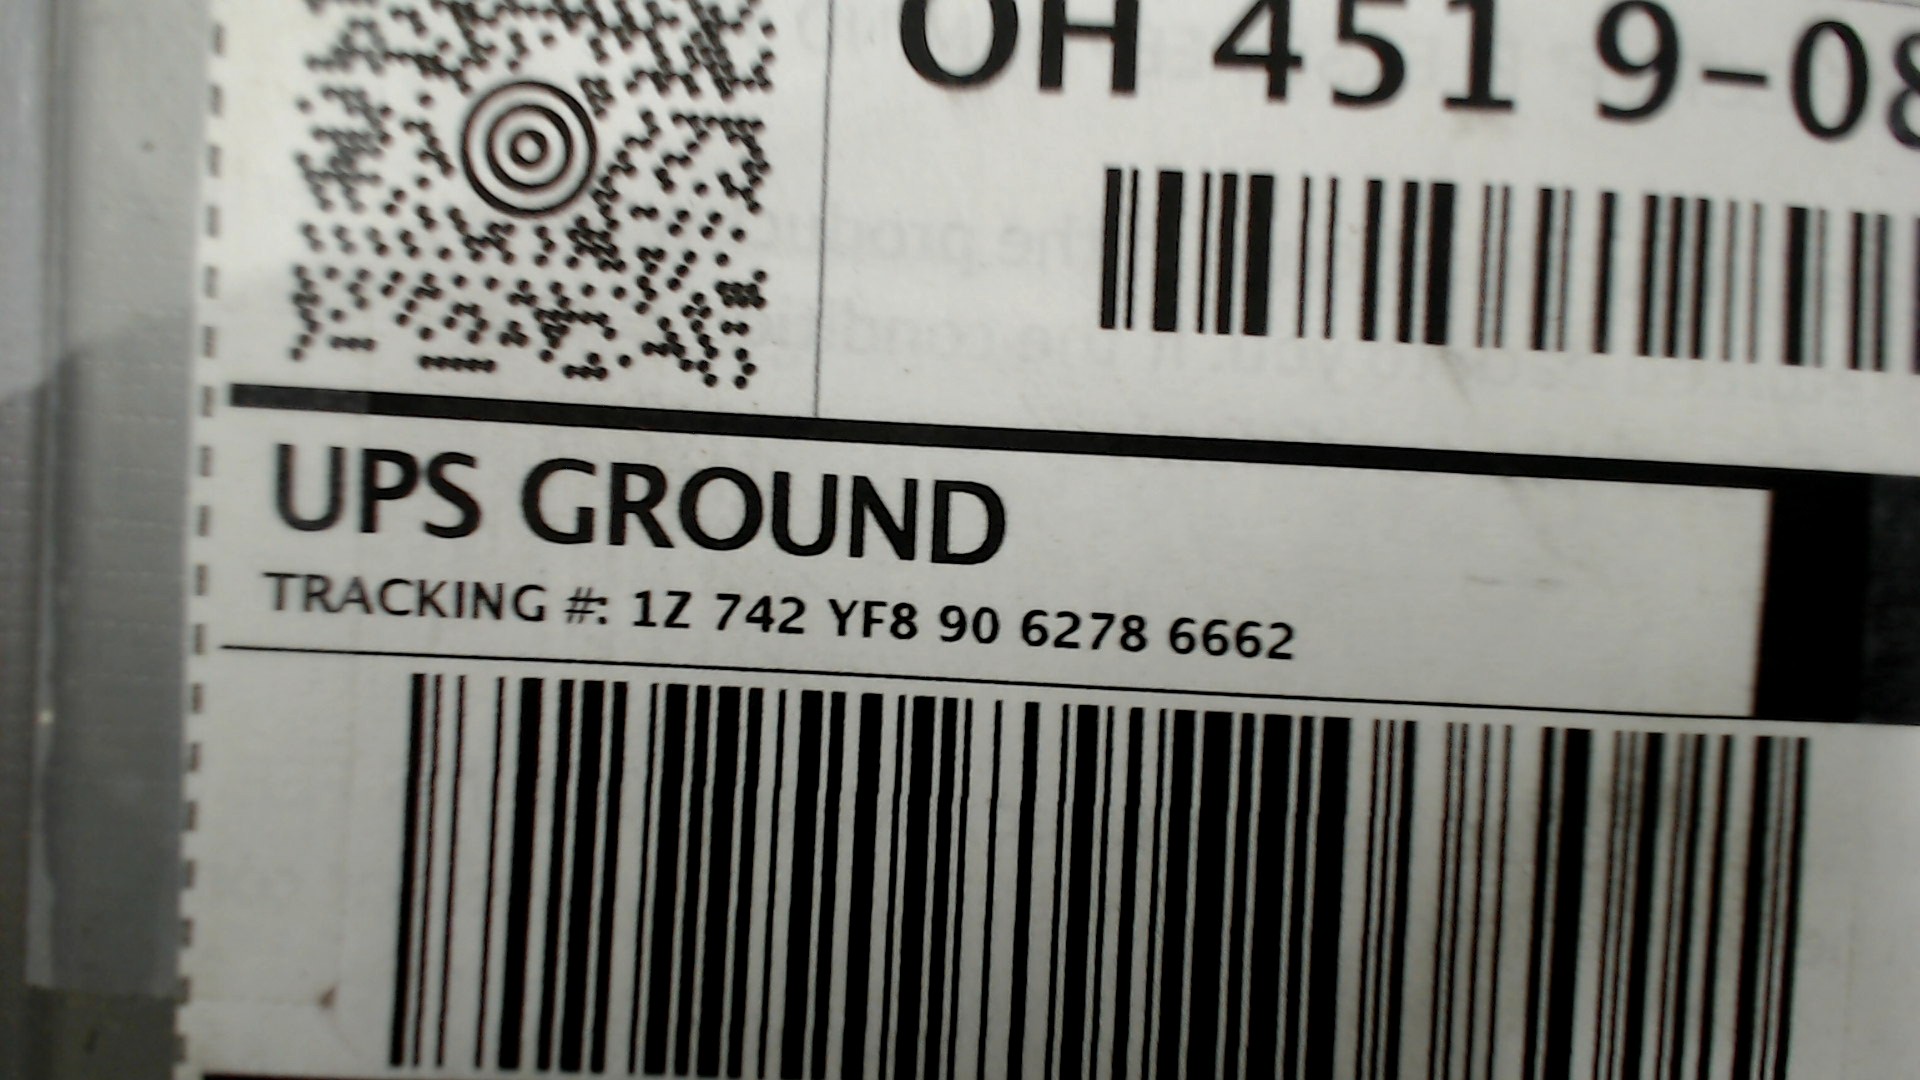 OH 451 9-08
UPS GROUND
TRACKING #: 1Z 742 YF8 90 6278 6662